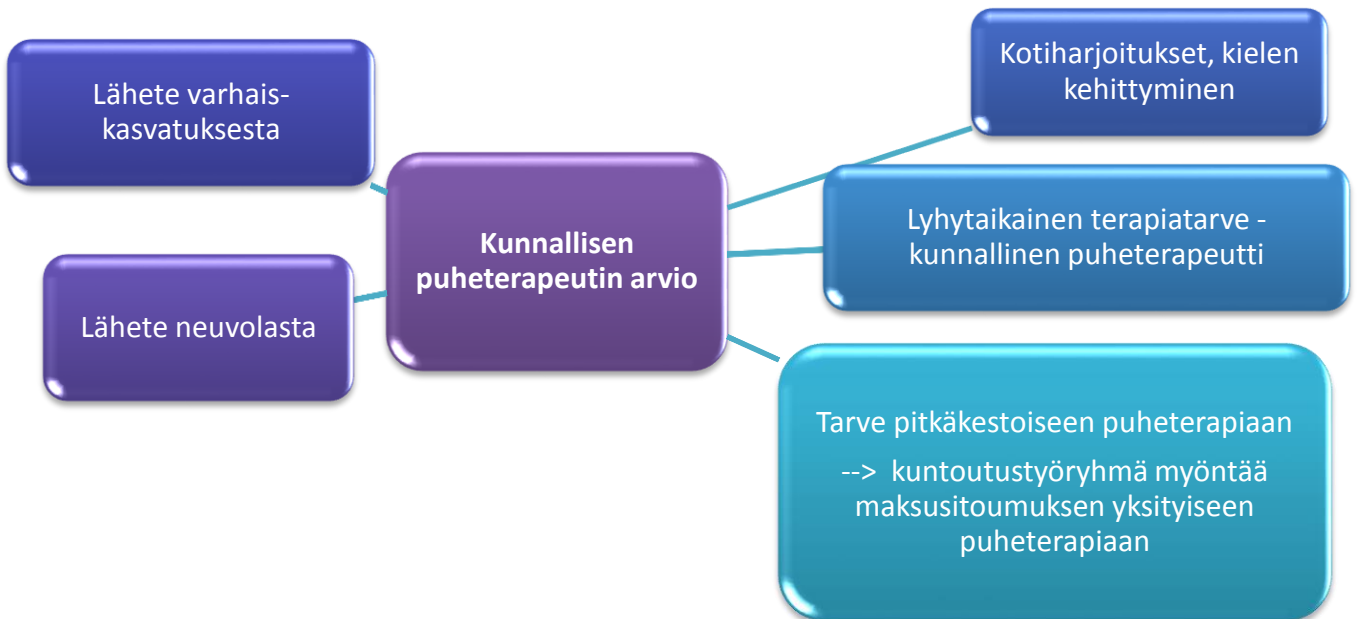 Lähete varhais-
kasvatuksesta
Lähete neuvolasta
Kunnallisen
puheterapeutin arvio
Kotiharjoitukset, kielen
kehittyminen
Lyhytaikainen terapiatarve -
kunnallinen puheterapeutti
Tarve pitkäkestoiseen puheterapiaan
--> kuntoutustyöryhmä myöntää
maksusitoumuksen yksityiseen
puheterapiaan